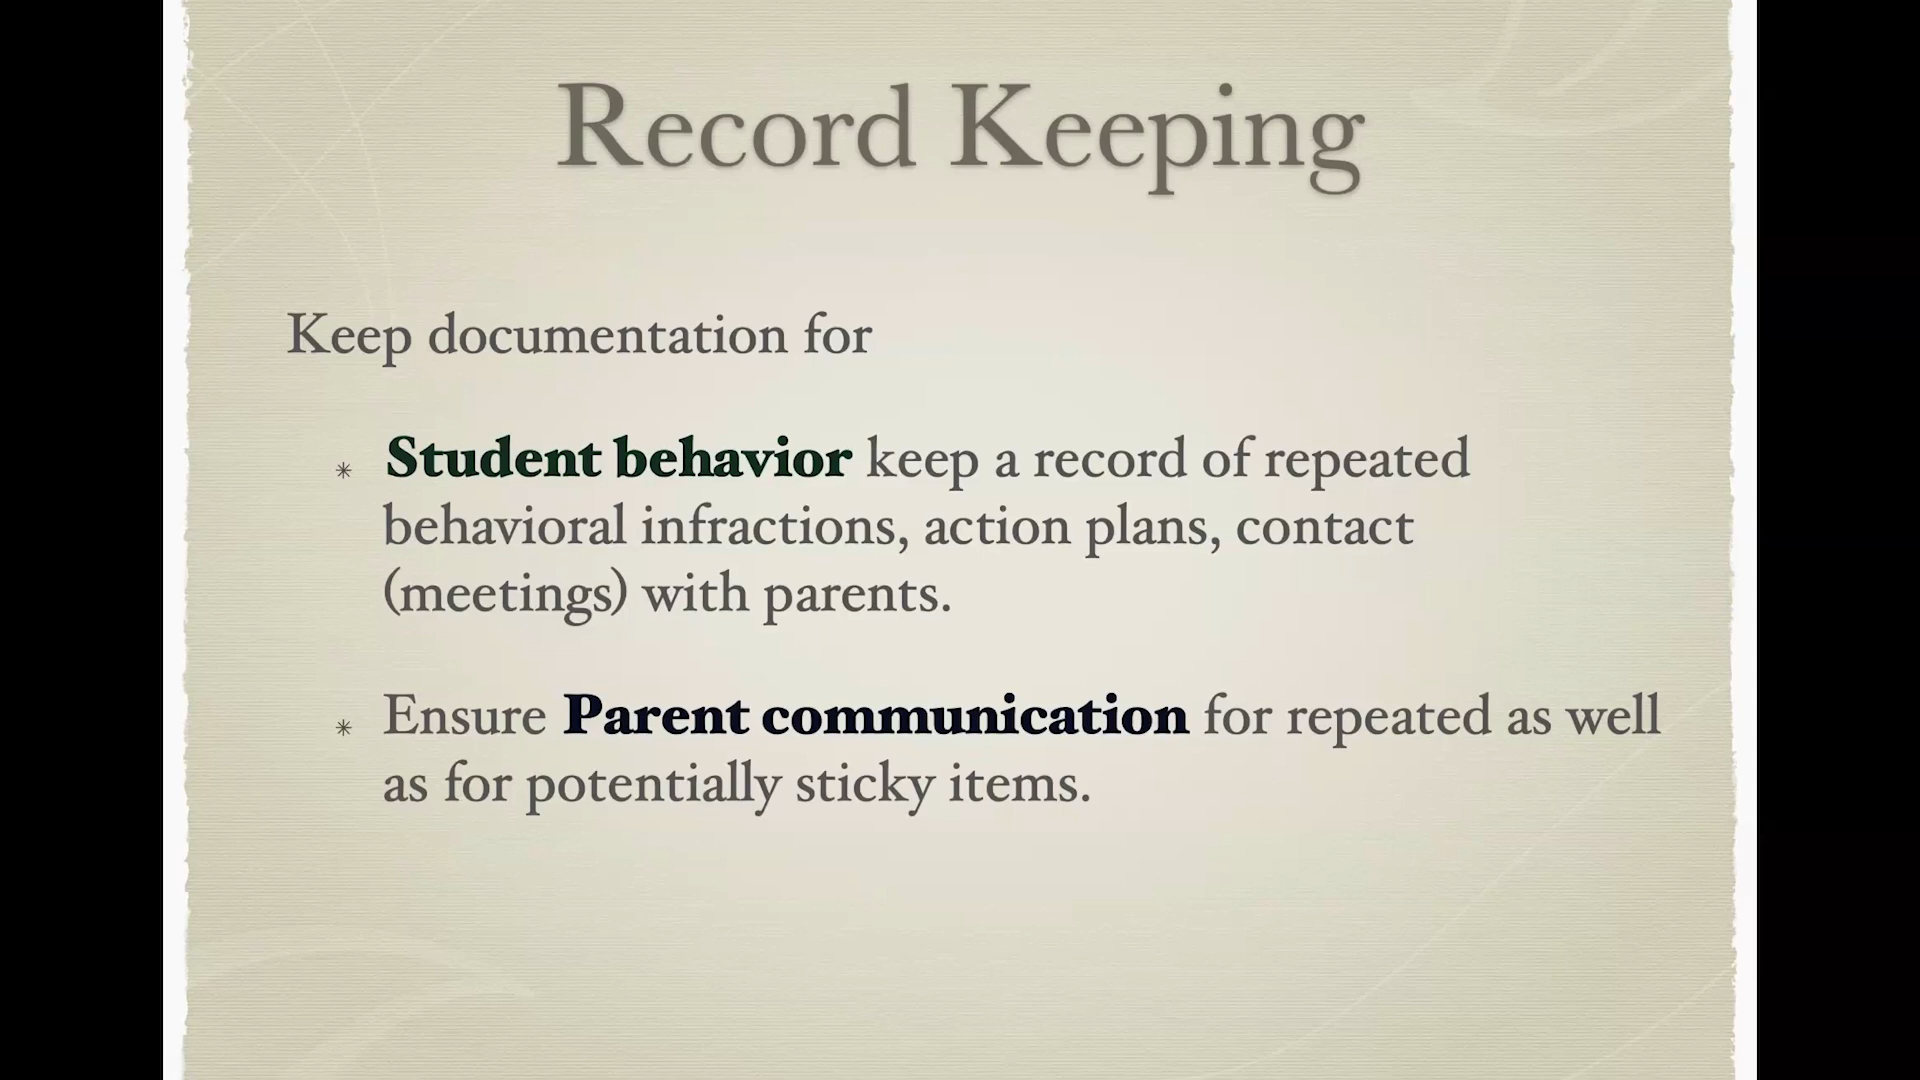 Record Keeping
Keep documentation for
* Student behavior keep a record of repeated
behavioral infractions, action plans, contact
(meetings) with parents.
* Ensure Parent communication for repeated as well
as for potentially sticky items.